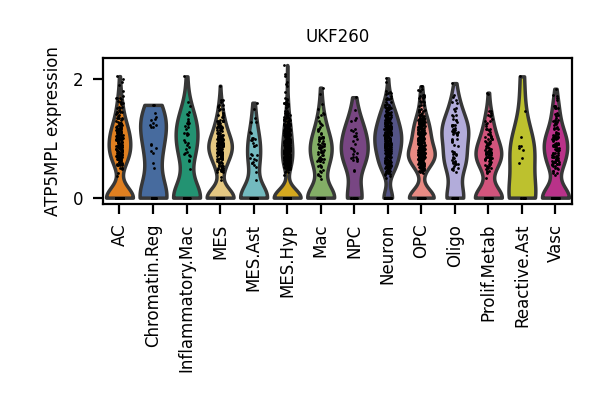 UKF260
ATP5MPL expression
2
0
AC
Chromatin.Reg
Inflammatory.Mac
MES
MES.Ast
MES.Hyp
Mac
NPC
Neuron
OPC
Oligo
Prolif.Metab
Reactive.Ast
Vasc